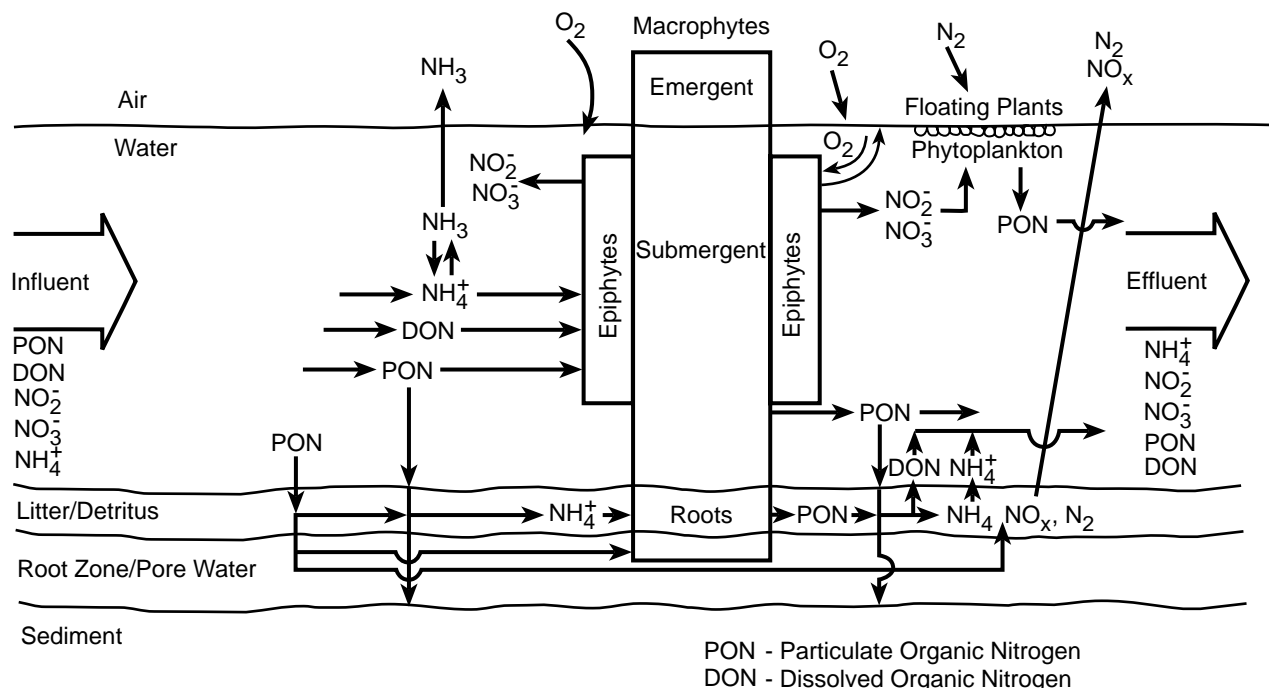 Macrophytes
O2
NH3
O2
N2
N2
NOx
Emergent
Air
Floating Plants
Water
O2
Phytoplankton
NO2-
NO3-
NH3
NO2-
NO3-
PON
Submergent
Epiphytes
Epiphytes
Influent
NH4+
Effluent
DON
PON
PON
DON
NO2-
NO3-
NH4+
NH4+
NO2-
NO3-
PON
DON
PON
PON
DON
NH4+
Litter/Detritus
NH4+
Roots
PON
NH4
NOx, N2
Root Zone/Pore Water
Sediment
PON - Particulate Organic Nitrogen
DON - Dissolved Organic Nitrogen